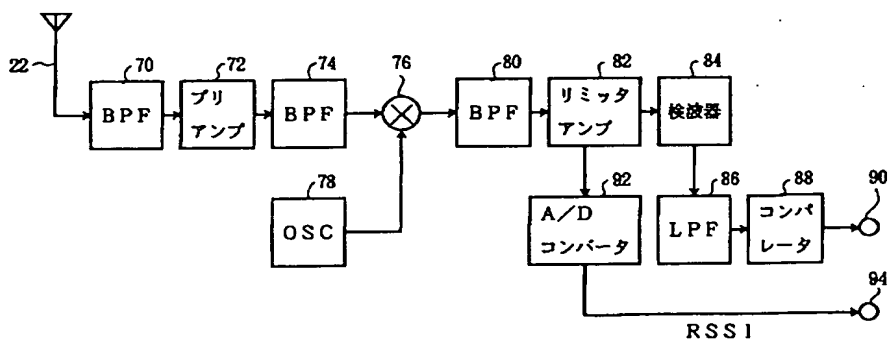 22
70
BPF
72
プリ
アンプ
74
BPF
76
78
OSC
80
BPF
82
リミッタ
アンプ
84
検波器
92
A/D
コンバータ
86
LPF
88
コンパ
レータ
90
94
RSSI